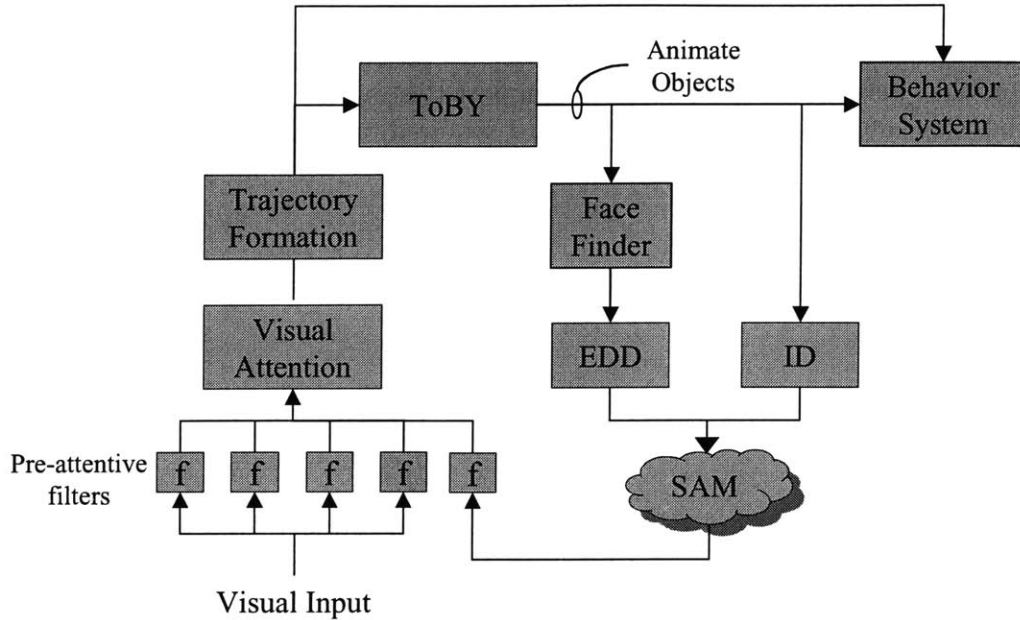 Animate
Objects
ToBY
Behavior
System
Trajectory
Formation
Face
Finder
Visual
Attention
EDD
ID
Pre-attentive
filters
f
f
f
f
f
SAM
Visual Input